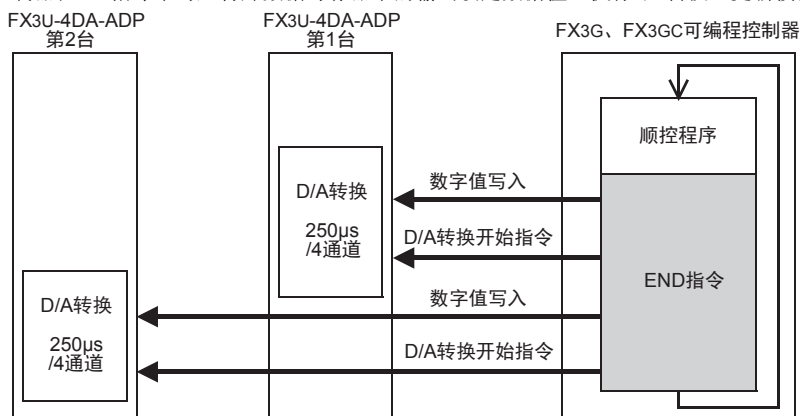 FX3U-4DA-ADP
第2台
FX3U-4DA-ADP
第1台
FX3G、FX3GC可编程控制器
顺控程序
D/A转换
250μs
/4通道
数字值写入
D/A转换开始指令
END指令
D/A转换
250μs
/4通道
数字值写入
D/A转换开始指令